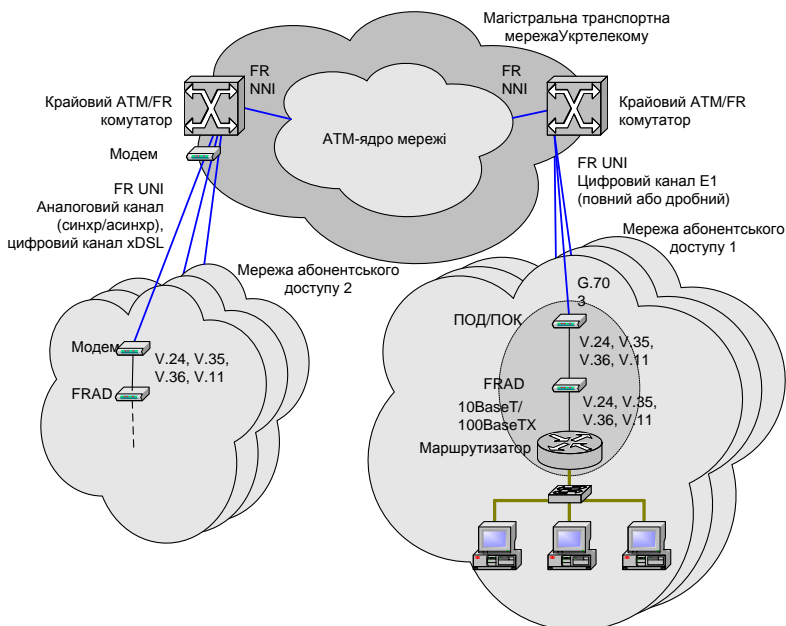 Магістральна транспортна
мережаУкртелекому
FR
NNI
FR
NNI
Крайовий ATM/FR
комутатор
Крайовий ATM/FR
комутатор
АТМ-ядро мережі
Модем
FR UNI
Аналоговий канал
(синхр/асинхр),
цифровий канал xDSL
FR UNI
Цифровий канал E1
(повний або дробний)
Мережа абонентського
доступу 1
Мережа абонентського
доступу 2
G.70
3
ПОД/ПОК
V.24, V.35,
V.36, V.11
Модем
V.24, V.35,
V.36, V.11
FRAD
FRAD
10BaseT/
100BaseTX
V.24, V.35,
V.36, V.11
Маршрутизатор